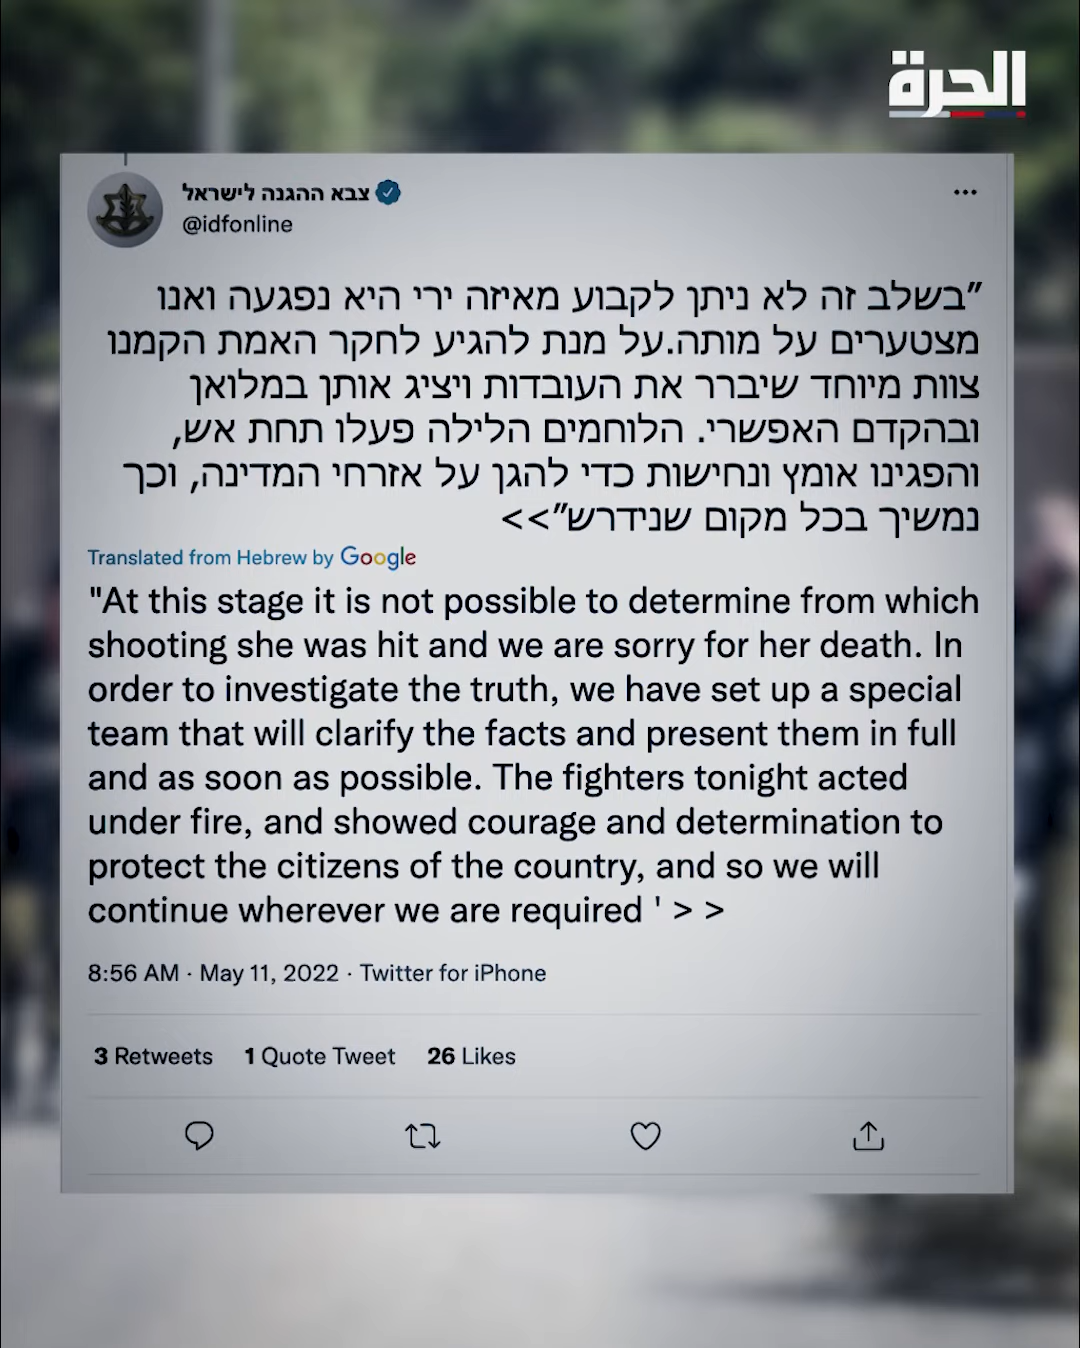 الحرة
צבא ההגנה לישראל
@idfonline
"בשלב זה לא ניתן לקבוע מאיזה ירי היא נפגעה ואנו
מצטערים על מותה.על מנת להגיע לחקר האמת הקמנו
צוות מיוחד שיברר את העובדות ויציג אותן במלואן
ובהקדם האפשרי. הלוחמים הלילה פעלו תחת אש,
והפגינו אומץ ונחישות כדי להגן על אזרחי המדינה, וכך
נמשיך בכל מקום שנידרש">>
Translated from Hebrew by Google
"At this stage it is not possible to determine from which
shooting she was hit and we are sorry for her death. In
order to investigate the truth, we have set up a special
team that will clarify the facts and present them in full
and as soon as possible. The fighters tonight acted
under fire, and showed courage and determination to
protect the citizens of the country, and so we will
continue wherever we are required ' > >
8:56 AM · May 11, 2022 · Twitter for iPhone
3 Retweets 1 Quote Tweet 26 Likes